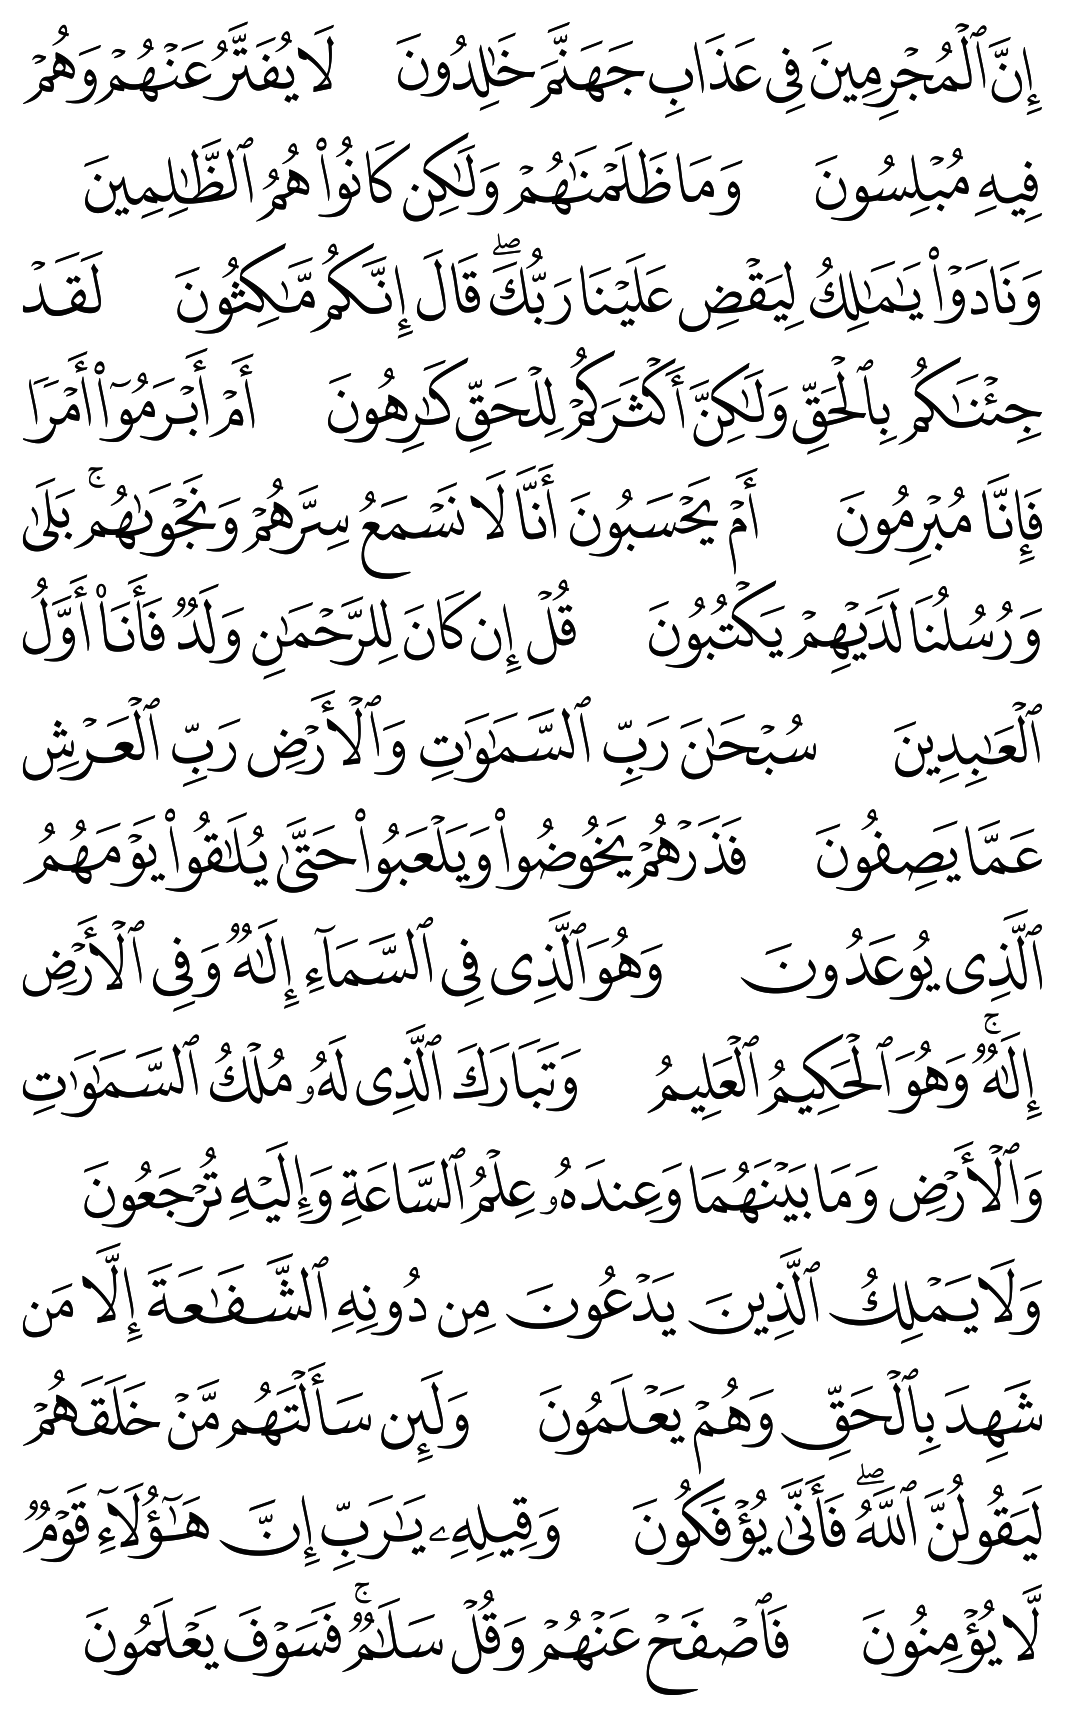 إِنَّ ٱلْمُجْرِمِينَ فِى عَذَابِ جَهَنَّمَ خَٰلِدُونَ لَا يُفَتَّرُ عَنْهُمْ وَهُمْ
فِيهِ مُبْلِسُونَ وَمَا ظَلَمْنَٰهُمْ وَلَٰكِن كَانُوا۟ هُمُ ٱلظَّٰلِمِينَ
وَنَادَوْا۟ يَٰمَٰلِكُ لِيَقْضِ عَلَيْنَا رَبُّكَ ۖ قَالَ إِنَّكُم مَّٰكِثُونَ لَقَدْ
جِئْنَٰكُم بِٱلْحَقِّ وَلَٰكِنَّ أَكْثَرَكُمْ لِلْحَقِّ كَٰرِهُونَ أَمْ أَبْرَمُوٓا۟ أَمْرًا
فَإِنَّا مُبْرِمُونَ أَمْ يَحْسَبُونَ أَنَّا لَا نَسْمَعُ سِرَّهُمْ وَنَجْوَىٰهُم ۚ بَلَىٰ
وَرُسُلُنَا لَدَيْهِمْ يَكْتُبُونَ قُلْ إِن كَانَ لِلرَّحْمَٰنِ وَلَدٌ فَأَنَا۠ أَوَّلُ
ٱلْعَٰبِدِينَ سُبْحَٰنَ رَبِّ ٱلسَّمَٰوَٰتِ وَٱلْأَرْضِ رَبِّ ٱلْعَرْشِ
عَمَّا يَصِفُونَ فَذَرْهُمْ يَخُوضُوا۟ وَيَلْعَبُوا۟ حَتَّىٰ يُلَٰقُوا۟ يَوْمَهُمُ
ٱلَّذِى يُوعَدُونَ وَهُوَ ٱلَّذِى فِى ٱلسَّمَآءِ إِلَٰهٌ وَفِى ٱلْأَرْضِ
إِلَٰهٌ ۚ وَهُوَ ٱلْحَكِيمُ ٱلْعَلِيمُ وَتَبَارَكَ ٱلَّذِى لَهُۥ مُلْكُ ٱلسَّمَٰوَٰتِ
وَٱلْأَرْضِ وَمَا بَيْنَهُمَا وَعِندَهُۥ عِلْمُ ٱلسَّاعَةِ وَإِلَيْهِ تُرْجَعُونَ
وَلَا يَمْلِكُ ٱلَّذِينَ يَدْعُونَ مِن دُونِهِ ٱلشَّفَٰعَةَ إِلَّا مَن
شَهِدَ بِٱلْحَقِّ وَهُمْ يَعْلَمُونَ وَلَئِن سَأَلْتَهُم مَّنْ خَلَقَهُمْ
لَيَقُولُنَّ ٱللَّهُ ۖ فَأَنَّىٰ يُؤْفَكُونَ وَقِيلِهِۦ يَٰرَبِّ إِنَّ هَٰٓؤُلَآءِ قَوْمٌ
لَّا يُؤْمِنُونَ فَٱصْفَحْ عَنْهُمْ وَقُلْ سَلَٰمٌ ۚ فَسَوْفَ يَعْلَمُونَ